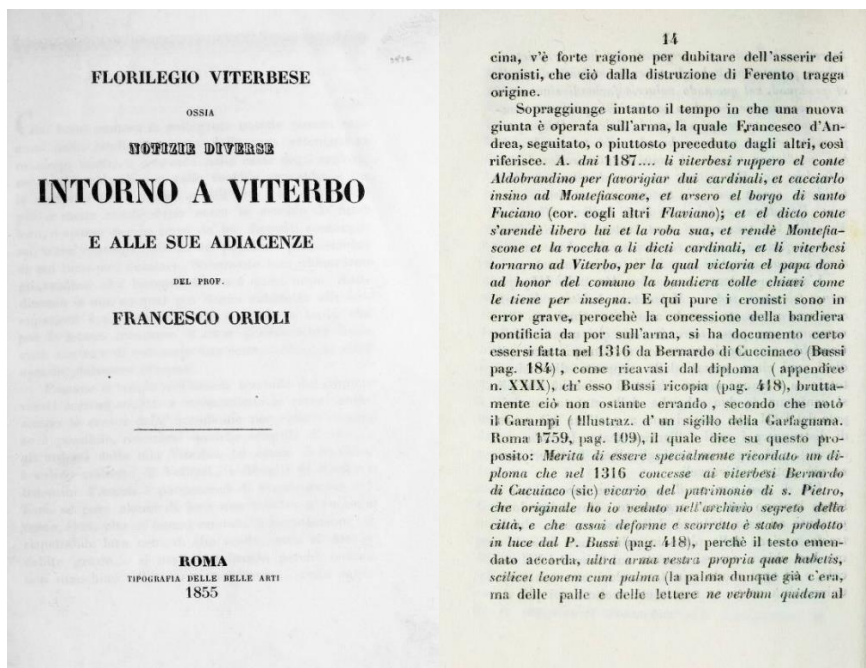 FLORILEGIO VITERBESE
OSSIA
NOTIZIE DIVERSE
INTORNO A VITERBO
E ALLE SUE ADIACENZE
DEL PROF.
FRANCESCO ORIOLI
ROMA
TIPOGRAFIA DELLE BELLE ARTI
1855
14
cina, v'è forte ragione per dubitare dell'asserir dei
cronisti, che ciò dalla distruzione di Ferento tragga
origine.
Sopraggiunge intanto il tempo in che una nuova
giunta è operata sull'arma, la quale Francesco d'An-
drea, seguitato, o piuttosto preceduto dagli altri, così
riferisce. A. dni 1187.... li viterbesi ruppero el conte
Aldobrandino per favorigiar dui cardinali, et cacciarlo
insino ad Montefiascone, et arsero el borgo di santo
Fuciano (cor. cogli altri Flaviano); et el dicto conte
s'arendè libero lui et la roba sua, et rendè Montefia-
scone et la roccha a li dicti cardinali, et li viterbesi
tornarno ad Viterbo, per la qual victoria el papa donò
ad honor del comuno la bandiera colle chiavi come
le tiene per insegna. E qui pure i cronisti sono in
error grave, perocchè la concessione della bandiera
pontificia da por sull'arma, si ha documento certo
essersi fatta nel 1316 da Bernardo di Cuccinaco (Bussi
pag. 184), come ricavasi dal diploma (appendice
n. XXIX), ch'esso Bussi ricopia (pag. 418), brutta-
mente ciò non ostante errando, secondo che notò
il Garampi (Illustraz. d'un sigillo della Garfagnana.
Roma 1759, pag. 109), il quale dice su questo pro-
posito: Merita di essere specialmente ricordato un di-
ploma che nel 1316 concesse ai viterbesi Bernardo
di Cucuiaco (sic) vicario del patrimonio di s. Pietro,
che originale ho io veduto nell'archivio segreto della
città, e che assai deforme e scorretto è stato prodotto
in luce dal P. Bussi (pag. 418), perchè il testo emen-
dato accorda, ultra arma vestra propria quae habetis,
scilicet leonem cum palma (la palma dunque già c'era,
ma delle palle e delle lettere ne verbum quidem al